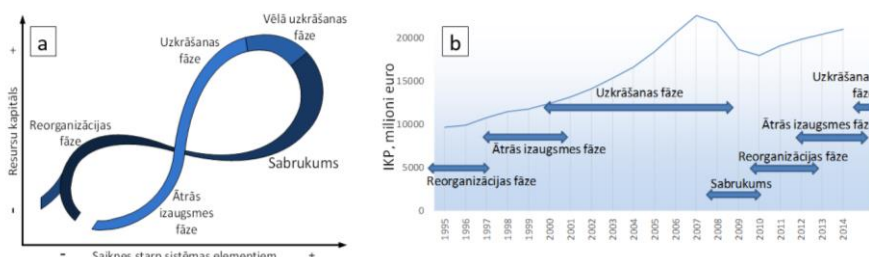 a
Resursu kapitāls
+
-
Uzkrāšanas
fāze
Vēlā uzkrāšanas
fāze
Reorganizācijas
fāze
Sabrukums
Ātrās
izaugsmes
fāze
-
Saiknes starp sistēmas elementiem
+
b
IKP, milioni euro
20000
15000
10000
5000
0
Uzkrāšanas fāze
Ātrās izaugsmes fāze
Reorganizācijas fāze
Sabrukums
Reorganizācijas fāze
Ātrās izaugsmes fāze
Uzkrāšanas
fāze
1995
1996
1997
1998
1999
2000
2001
2002
2003
2004
2005
2006
2007
2008
2009
2010
2011
2012
2013
2014